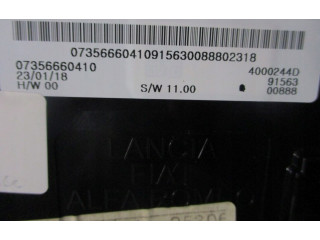 07356660410915630088802318
07356660410 4000244D
23/01/18 91563
H/W 00 S/W 11.00 00888
LANCIA
FIAT
ALFA ROMEO